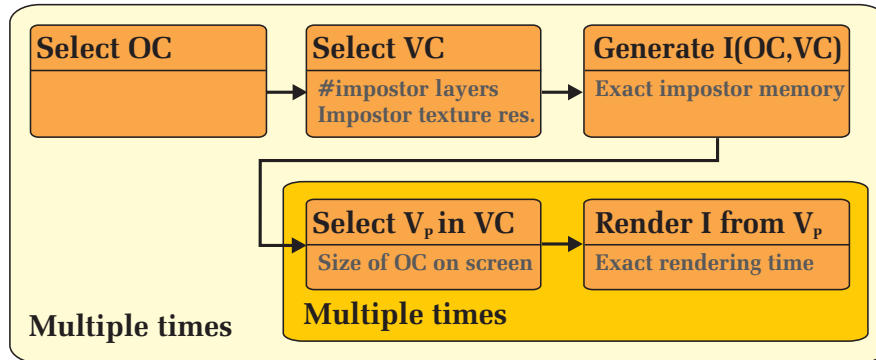 Select OC
Select VC
#impostor layers
Impostor texture res.
Generate I(OC,VC)
Exact impostor memory
Select Vp in VC
Size of OC on screen
Render I from Vp
Exact rendering time
Multiple times
Multiple times